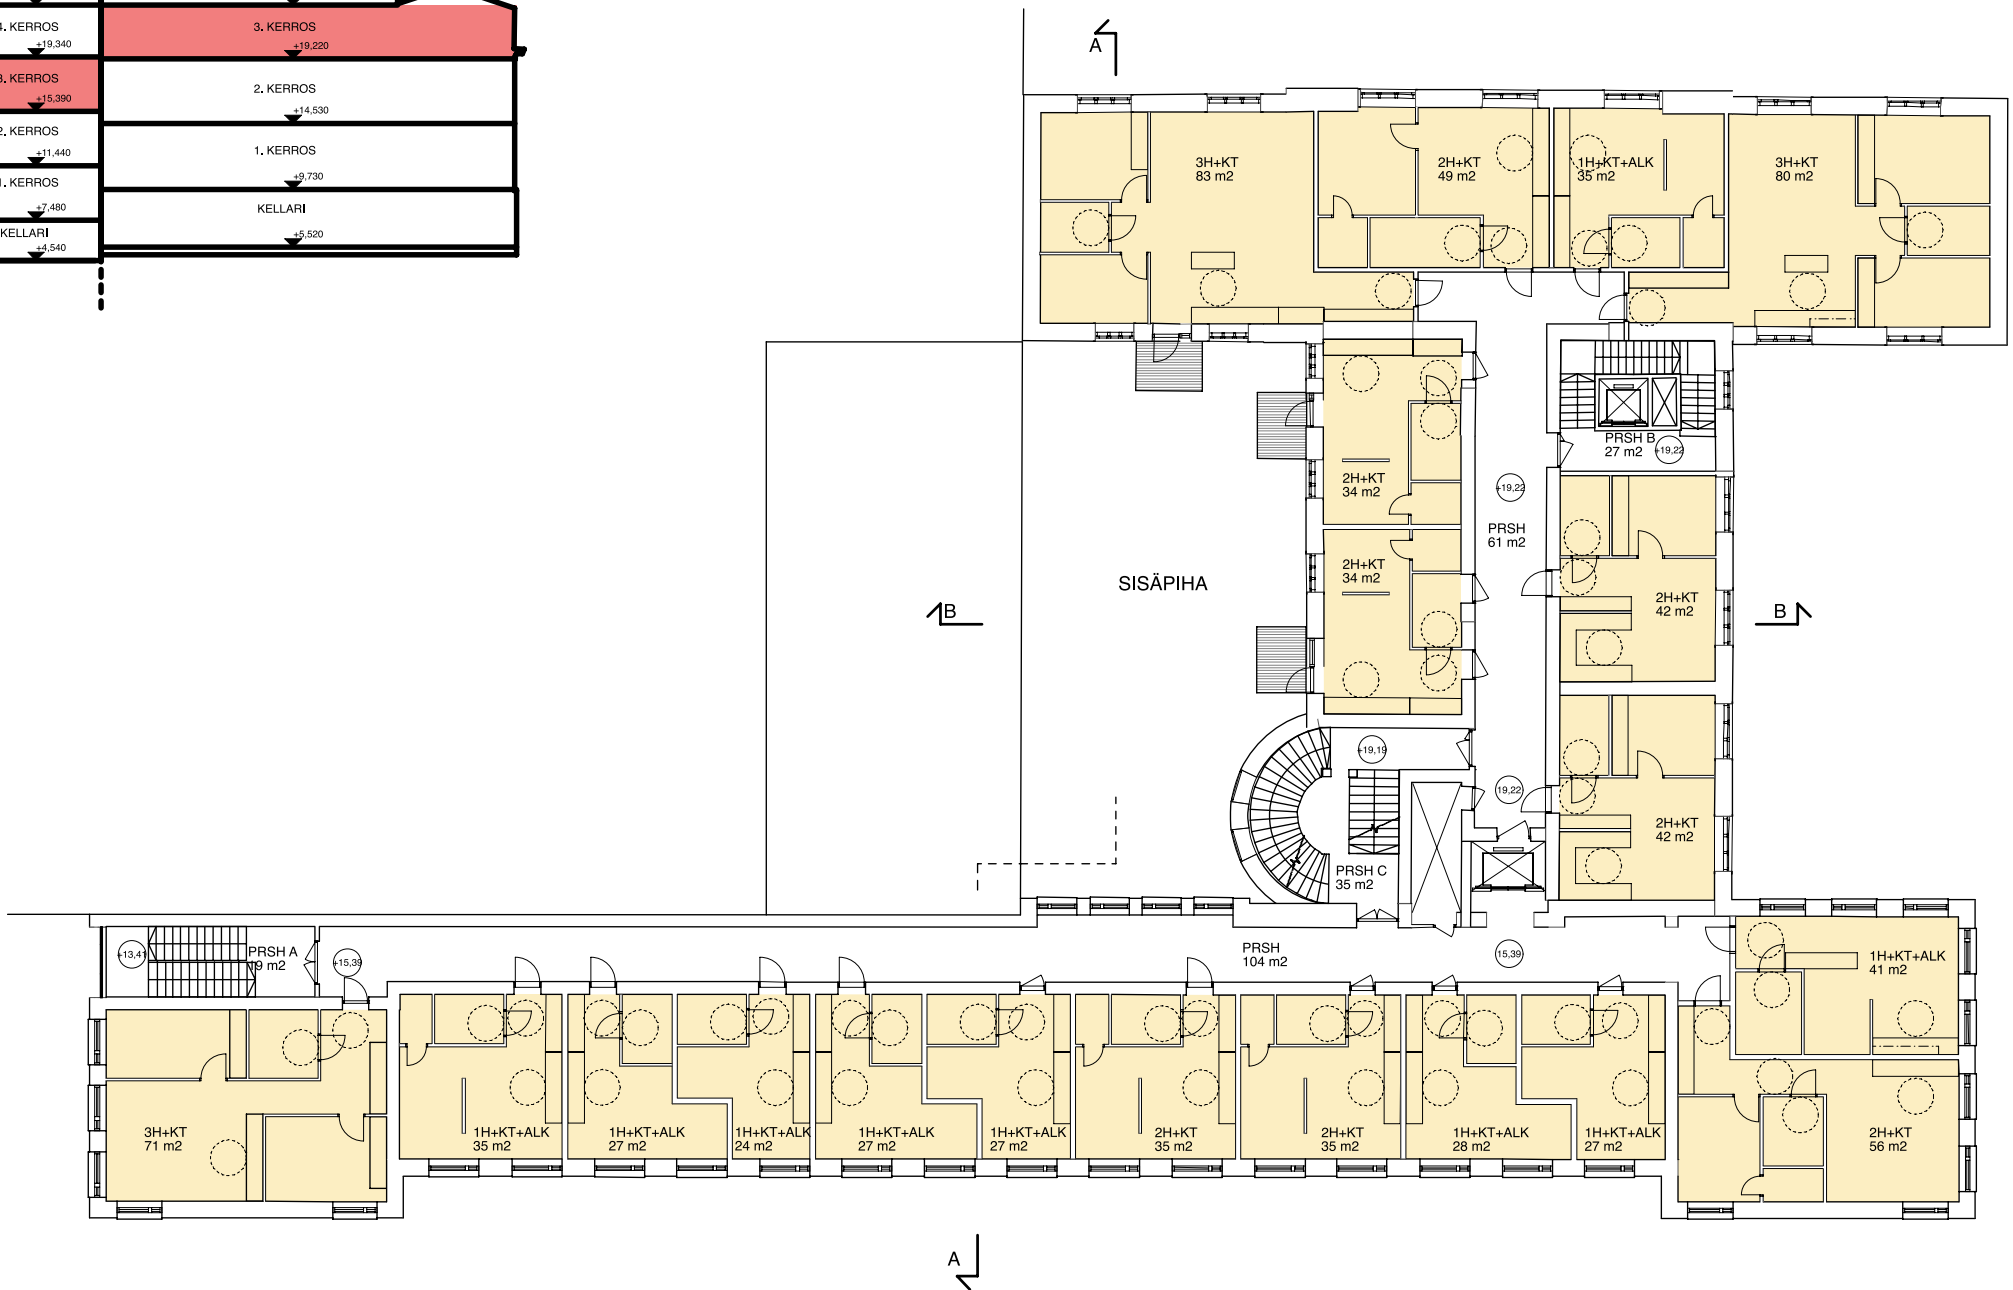 4. KERROS
+19,340
3. KERROS
+19,220
3. KERROS
+15,390
2. KERROS
+14,530
2. KERROS
+11,440
1. KERROS
+9,730
1. KERROS
+7,480
KELLARI
+5,520
KELLARI
+4,540
A
3H+KT
83 m2
2H+KT
49 m2
1H+KT+ALK
35 m2
3H+KT
80 m2
PRSH B
27 m2
+19,22
2H+KT
34 m2
+19,22
PRSH
61 m2
2H+KT
34 m2
SISÄPIHA
B
2H+KT
42 m2
B
+19,19
19,22
2H+KT
42 m2
PRSH C
35 m2
+13,41
PRSH A
19 m2
+15,39
PRSH
104 m2
15,39
1H+KT+ALK
41 m2
3H+KT
71 m2
1H+KT+ALK
35 m2
1H+KT+ALK
27 m2
1H+KT+ALK
24 m2
1H+KT+ALK
27 m2
1H+KT+ALK
27 m2
2H+KT
35 m2
2H+KT
35 m2
1H+KT+ALK
28 m2
1H+KT+ALK
27 m2
2H+KT
56 m2
A